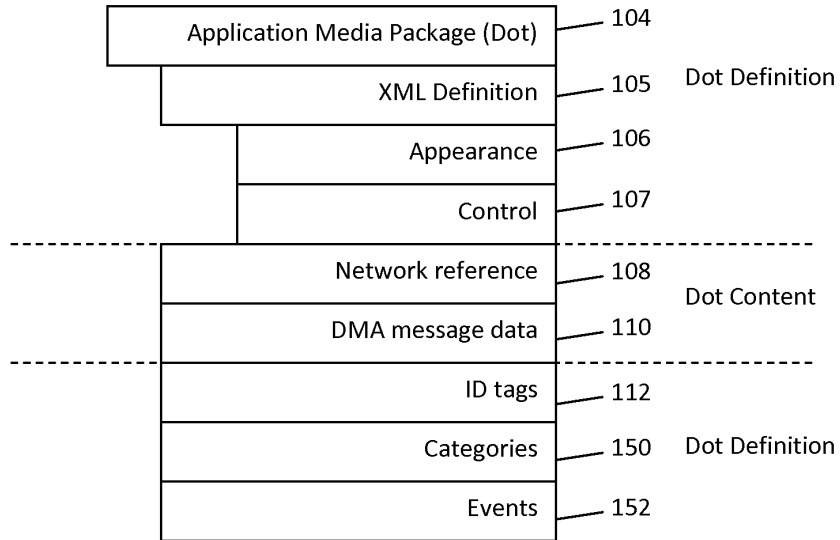 Application Media Package (Dot) 104
XML Definition 105 Dot Definition
Appearance 106
Control 107
Network reference 108
Dot Content
DMA message data 110
ID tags 112
Categories 150 Dot Definition
Events 152